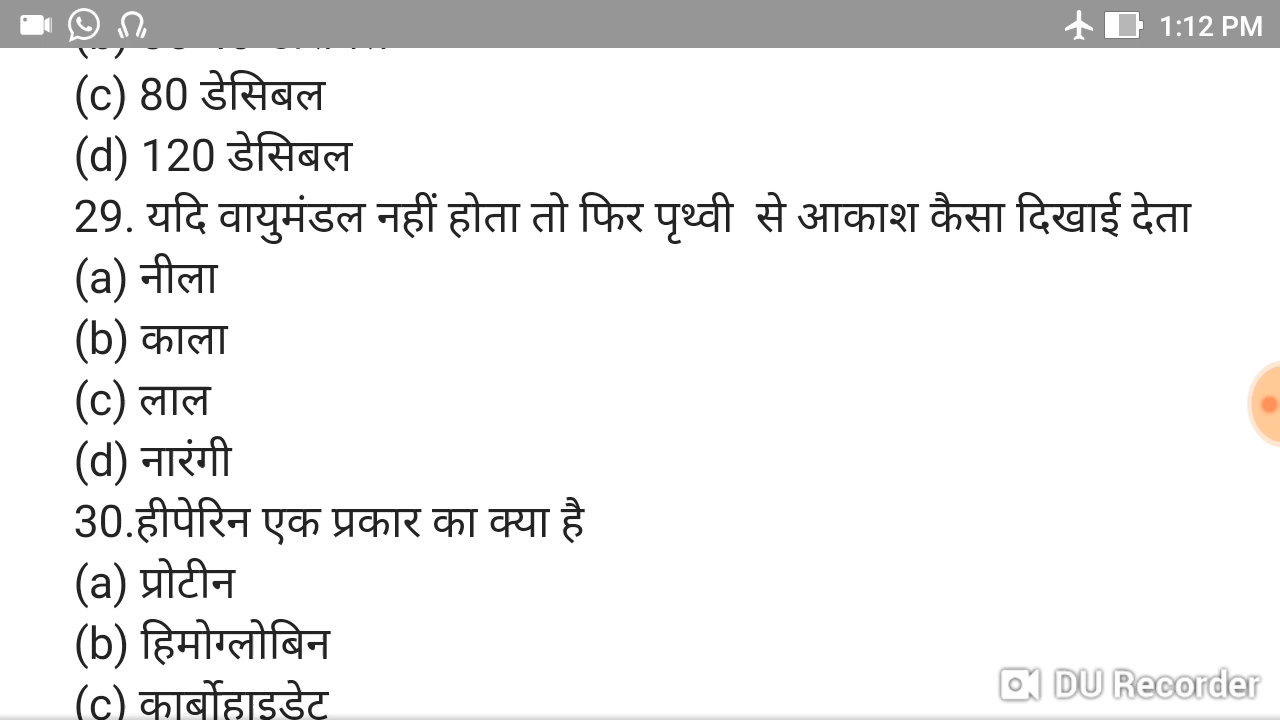 1:12 PM
(c) 80 डेसिबल
(d) 120 डेसिबल
29. यदि वायुमंडल नहीं होता तो फिर पृथ्वी से आकाश कैसा दिखाई देता
(a) नीला
(b) काला
(c) लाल
(d) नारंगी
30.हीपेरिन एक प्रकार का क्या है
(a) प्रोटीन
(b) हिमोग्लोबिन
(c) कार्बोहाइडेट
DU Recorder